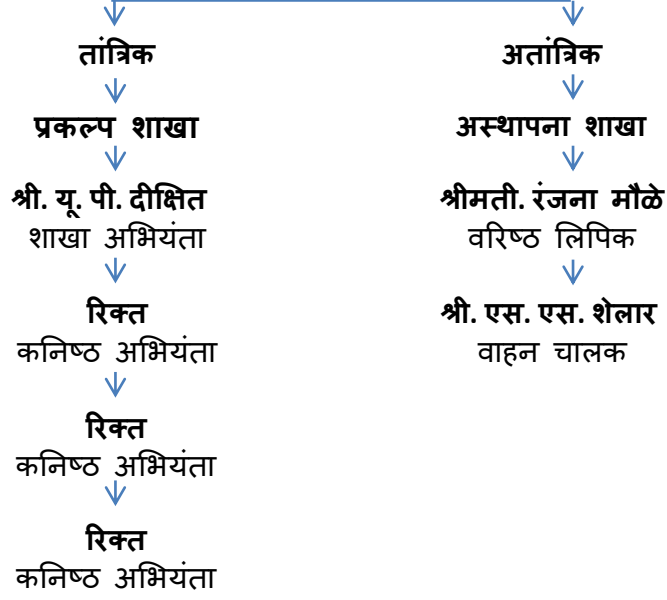 तांत्रिक
प्रकल्प शाखा
श्री. यू. पी. दीक्षित
शाखा अभियंता
रिक्त
कनिष्ठ अभियंता
रिक्त
कनिष्ठ अभियंता
रिक्त
कनिष्ठ अभियंता
अतांत्रिक
अस्थापना शाखा
श्रीमती. रंजना मौळे
वरिष्ठ लिपिक
श्री. एस. एस. शेलार
वाहन चालक